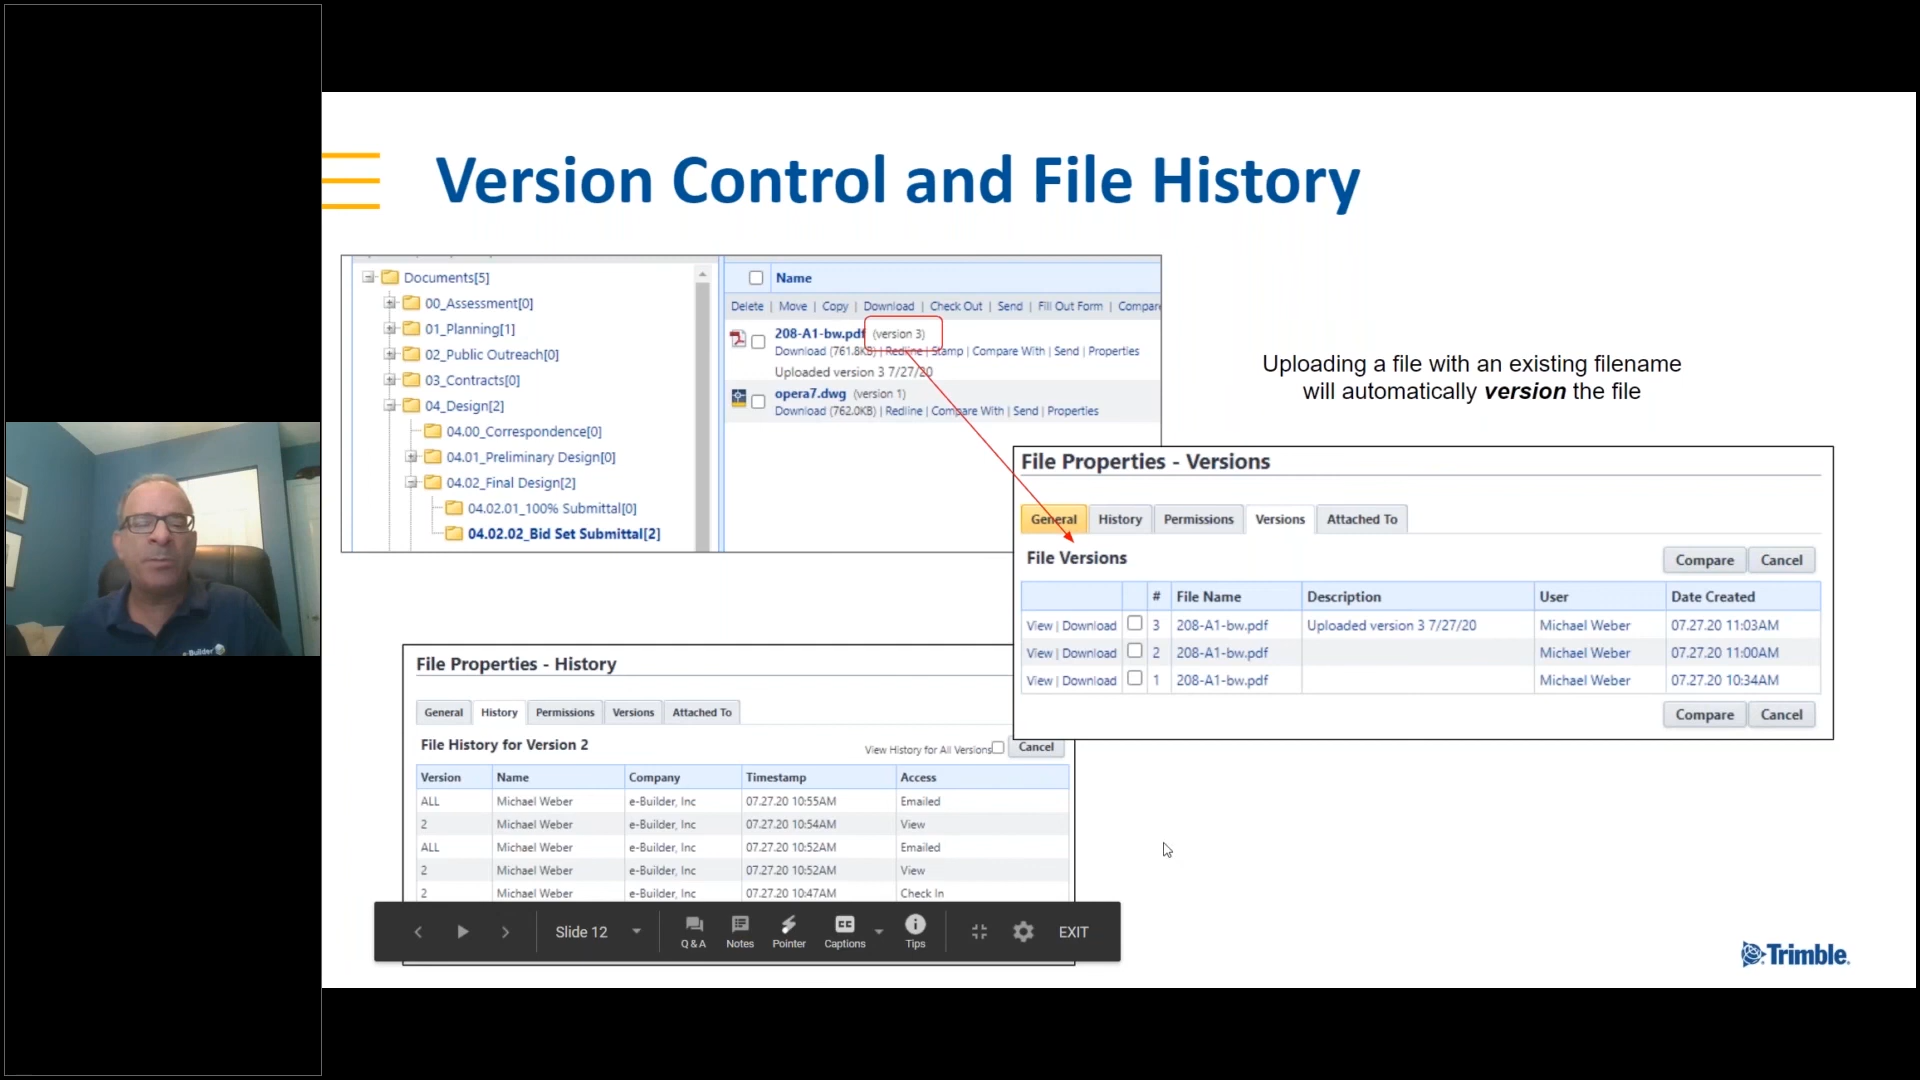 Version Control and File History
Documents[5]
00_Assessment[0]
01_Planning[1]
02_Public Outreach[0]
03_Contracts[0]
04_Design[2]
04.00_Correspondence[0]
04.01_Preliminary Design[0]
04.02_Final Design[2]
04.02.01_100% Submittal[0]
04.02.02_Bid Set Submittal[2]
Name
Delete | Move | Copy | Download | Check Out | Send | Fill Out Form | Compare
208-A1-bw.pdf (version 3)
Download (761.8KB) | Redline | Stamp | Compare With | Send | Properties
Uploaded version 3 7/27/20
opera7.dwg (version 1)
Download (762.0KB) | Redline | Compare With | Send | Properties
Uploading a file with an existing filename
will automatically version the file
File Properties - Versions
General History Permissions Versions Attached To
File Versions
Compare Cancel
# File Name Description User Date Created
View | Download 3 208-A1-bw.pdf Uploaded version 3 7/27/20 Michael Weber 07.27.20 11:03AM
View | Download 2 208-A1-bw.pdf Michael Weber 07.27.20 11:00AM
View | Download 1 208-A1-bw.pdf Michael Weber 07.27.20 10:34AM
Compare Cancel
File Properties - History
General History Permissions Versions Attached To
File History for Version 2
View History for All Versions Cancel
Version Name Company Timestamp Access
ALL Michael Weber e-Builder, Inc 07.27.20 10:55AM Emailed
2 Michael Weber e-Builder, Inc 07.27.20 10:54AM View
ALL Michael Weber e-Builder, Inc 07.27.20 10:52AM Emailed
2 Michael Weber e-Builder, Inc 07.27.20 10:52AM View
2 Michael Weber e-Builder, Inc 07.27.20 10:47AM Check In
Slide 12
Q & A Notes Pointer Captions Tips
CC
EXIT
Trimble
e-Builder